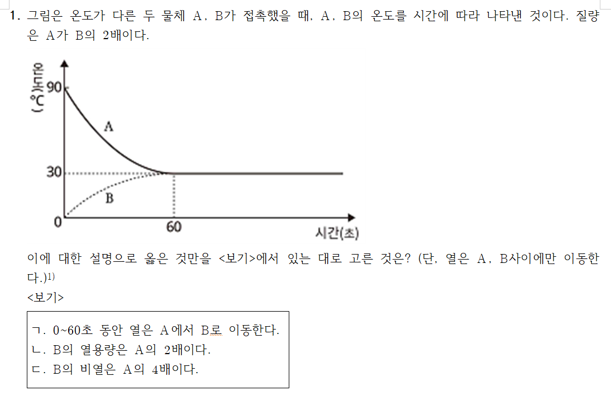 1. 그림은 온도가 다른 두 물체 A, B가 접촉했을 때, A, B의 온도를 시간에 따라 나타낸 것이다. 질량
은 A가 B의 2배이다.
온도(℃)
90
A
30
B
0
60
시간(초)
이에 대한 설명으로 옳은 것만을 <보기>에서 있는 대로 고른 것은? (단, 열은 A, B사이에만 이동한
다.)1)
<보기>
ㄱ. 0~60초 동안 열은 A에서 B로 이동한다.
ㄴ. B의 열용량은 A의 2배이다.
ㄷ. B의 비열은 A의 4배이다.